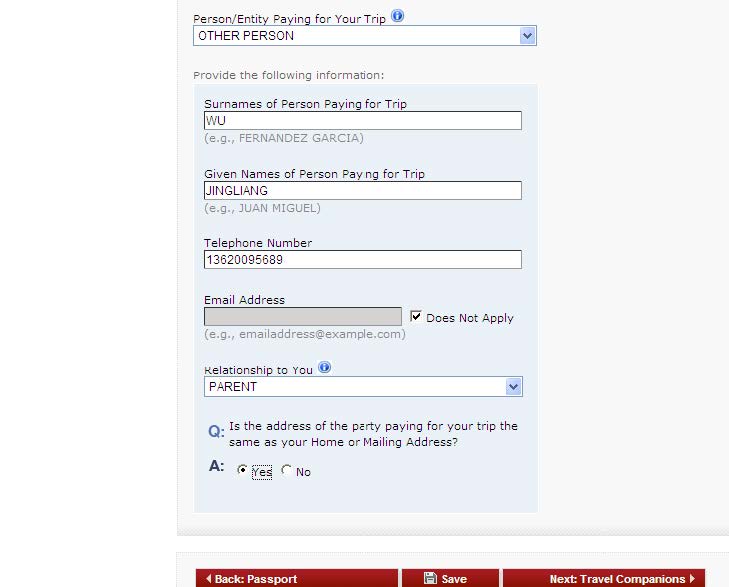 Person/Entity Paying for Your Trip
OTHER PERSON
Provide the following information:
Surnames of Person Paying for Trip
WU
(e.g., FERNANDEZ GARCIA)
Given Names of Person Paying for Trip
JINGLIANG
(e.g., JUAN MIGUEL)
Telephone Number
13620095689
Email Address
Does Not Apply
(e.g., emailaddress@example.com)
Relationship to You
PARENT
Q: Is the address of the party paying for your trip the
same as your Home or Mailing Address?
A: Yes No
Back: Passport Save Next: Travel Companions